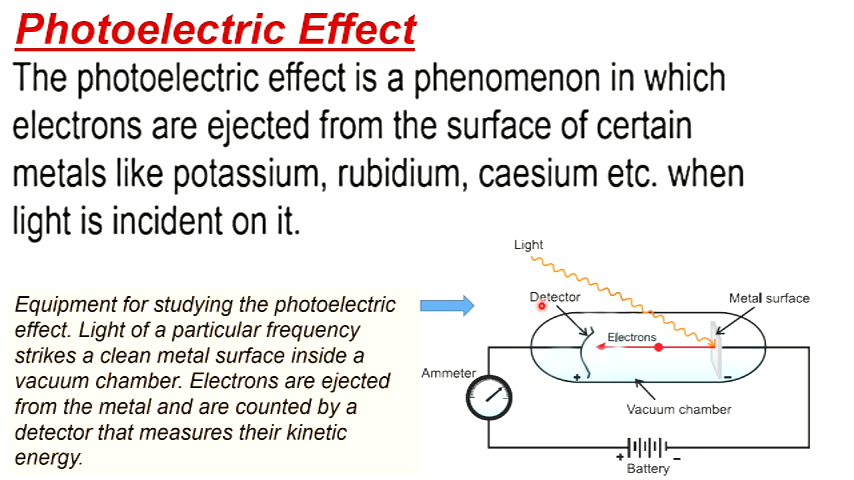 Photoelectric Effect
The photoelectric effect is a phenomenon in which
electrons are ejected from the surface of certain
metals like potassium, rubidium, caesium etc. when
light is incident on it.
Equipment for studying the photoelectric
effect. Light of a particular frequency
strikes a clean metal surface inside a
vacuum chamber. Electrons are ejected
from the metal and are counted by a
detector that measures their kinetic
energy.
Light
Detector
Metal surface
Electrons
+
−
Ammeter
Vacuum chamber
+
−
Battery